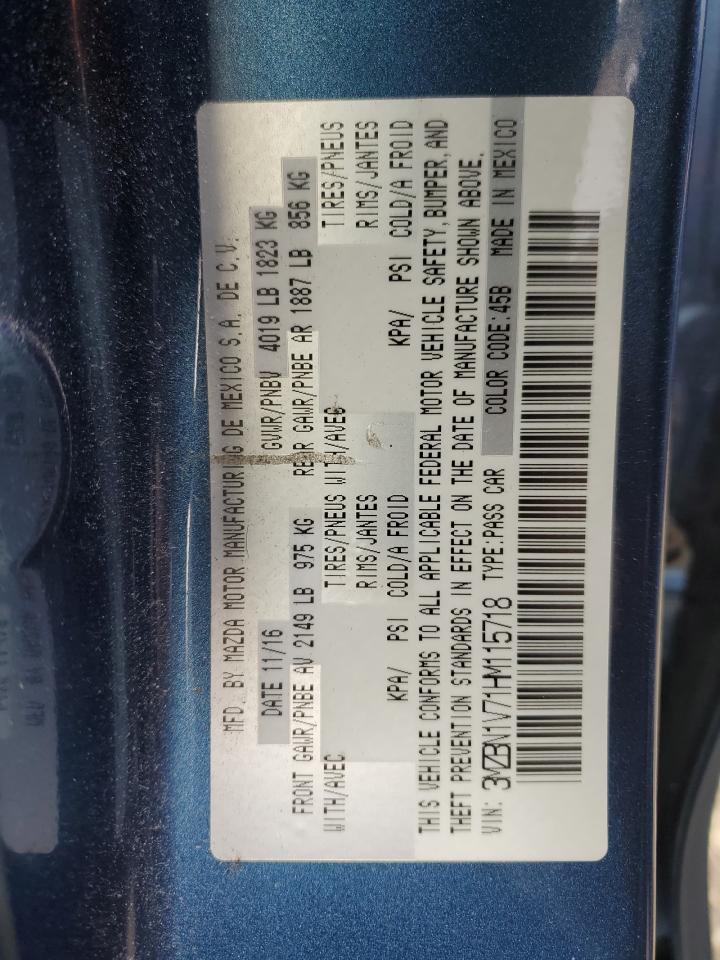 MFD. BY MAZDA MOTOR MANUFACTURING DE MEXICO S.A. DE C.V.
DATE 11/16 GVWR/PNBV 4019 LB 1823 KG
FRONT GAWR/PNBE AV 2149 LB 975 KG REAR GAWR/PNBE AR 1887 LB 856 KG
WITH/AVEC TIRES/PNEUS WITH/AVEC TIRES/PNEUS
RIMS/JANTES RIMS/JANTES
KPA/ PSI COLD/A FROID KPA/ PSI COLD/A FROID
THIS VEHICLE CONFORMS TO ALL APPLICABLE FEDERAL MOTOR VEHICLE SAFETY, BUMPER, AND
THEFT PREVENTION STANDARDS IN EFFECT ON THE DATE OF MANUFACTURE SHOWN ABOVE.
VIN: 3MZBN1V71HM115718 TYPE:PASS CAR COLOR CODE:45B MADE IN MEXICO